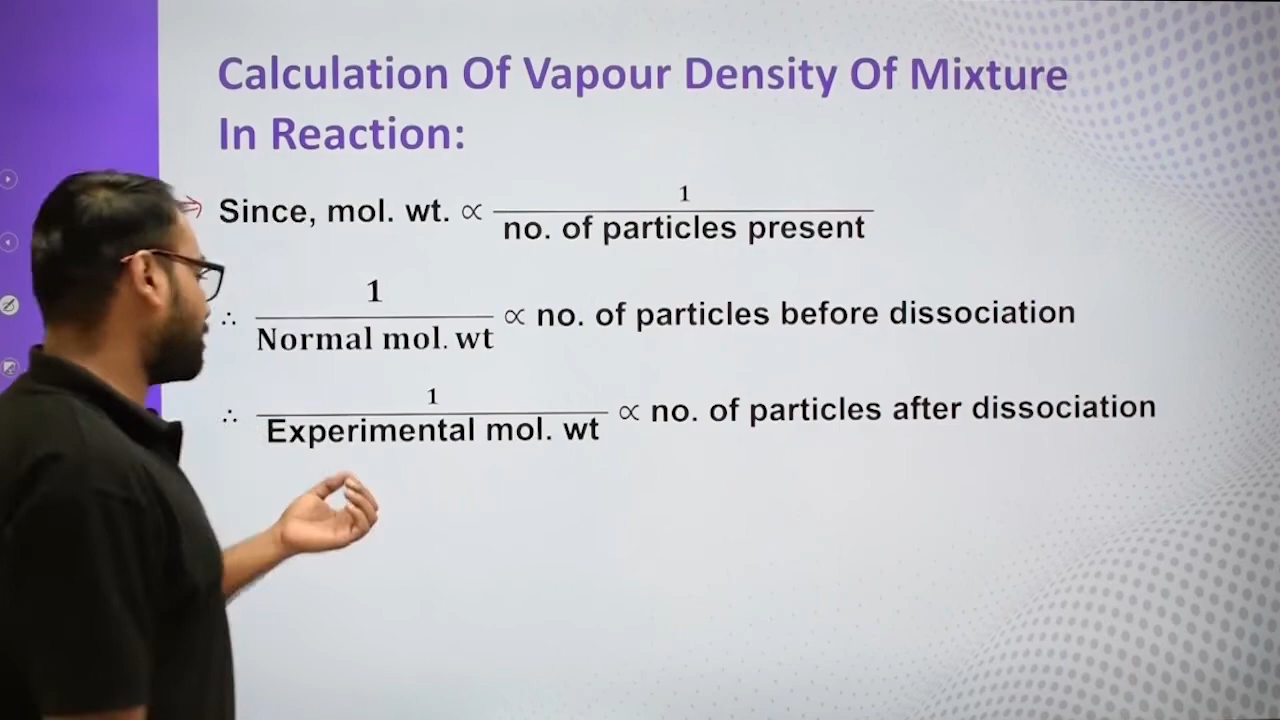 Calculation Of Vapour Density Of Mixture
In Reaction:
Since, mol. wt. ∝ 1 / no. of particles present
∴ 1 / Normal mol. wt ∝ no. of particles before dissociation
∴ 1 / Experimental mol. wt ∝ no. of particles after dissociation